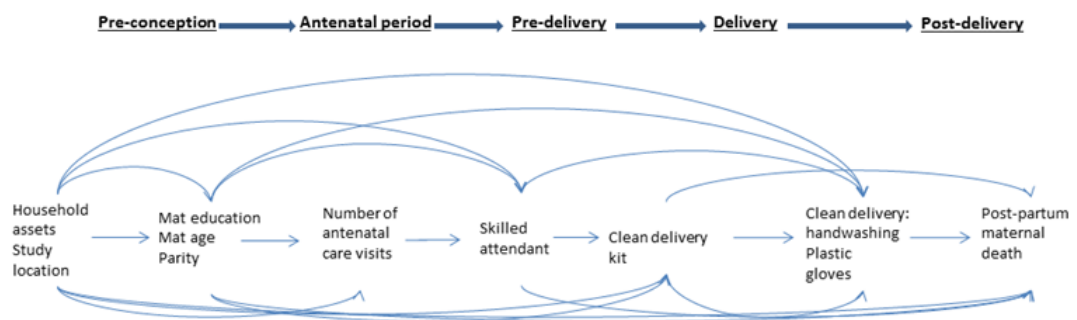 Pre-conception
Antenatal period
Pre-delivery
Delivery
Post-delivery
Household
assets
Study
location
Mat education
Mat age
Parity
Number of
antenatal
care visits
Skilled
attendant
Clean delivery
kit
Clean delivery:
handwashing
Plastic
gloves
Post-partum
maternal
death